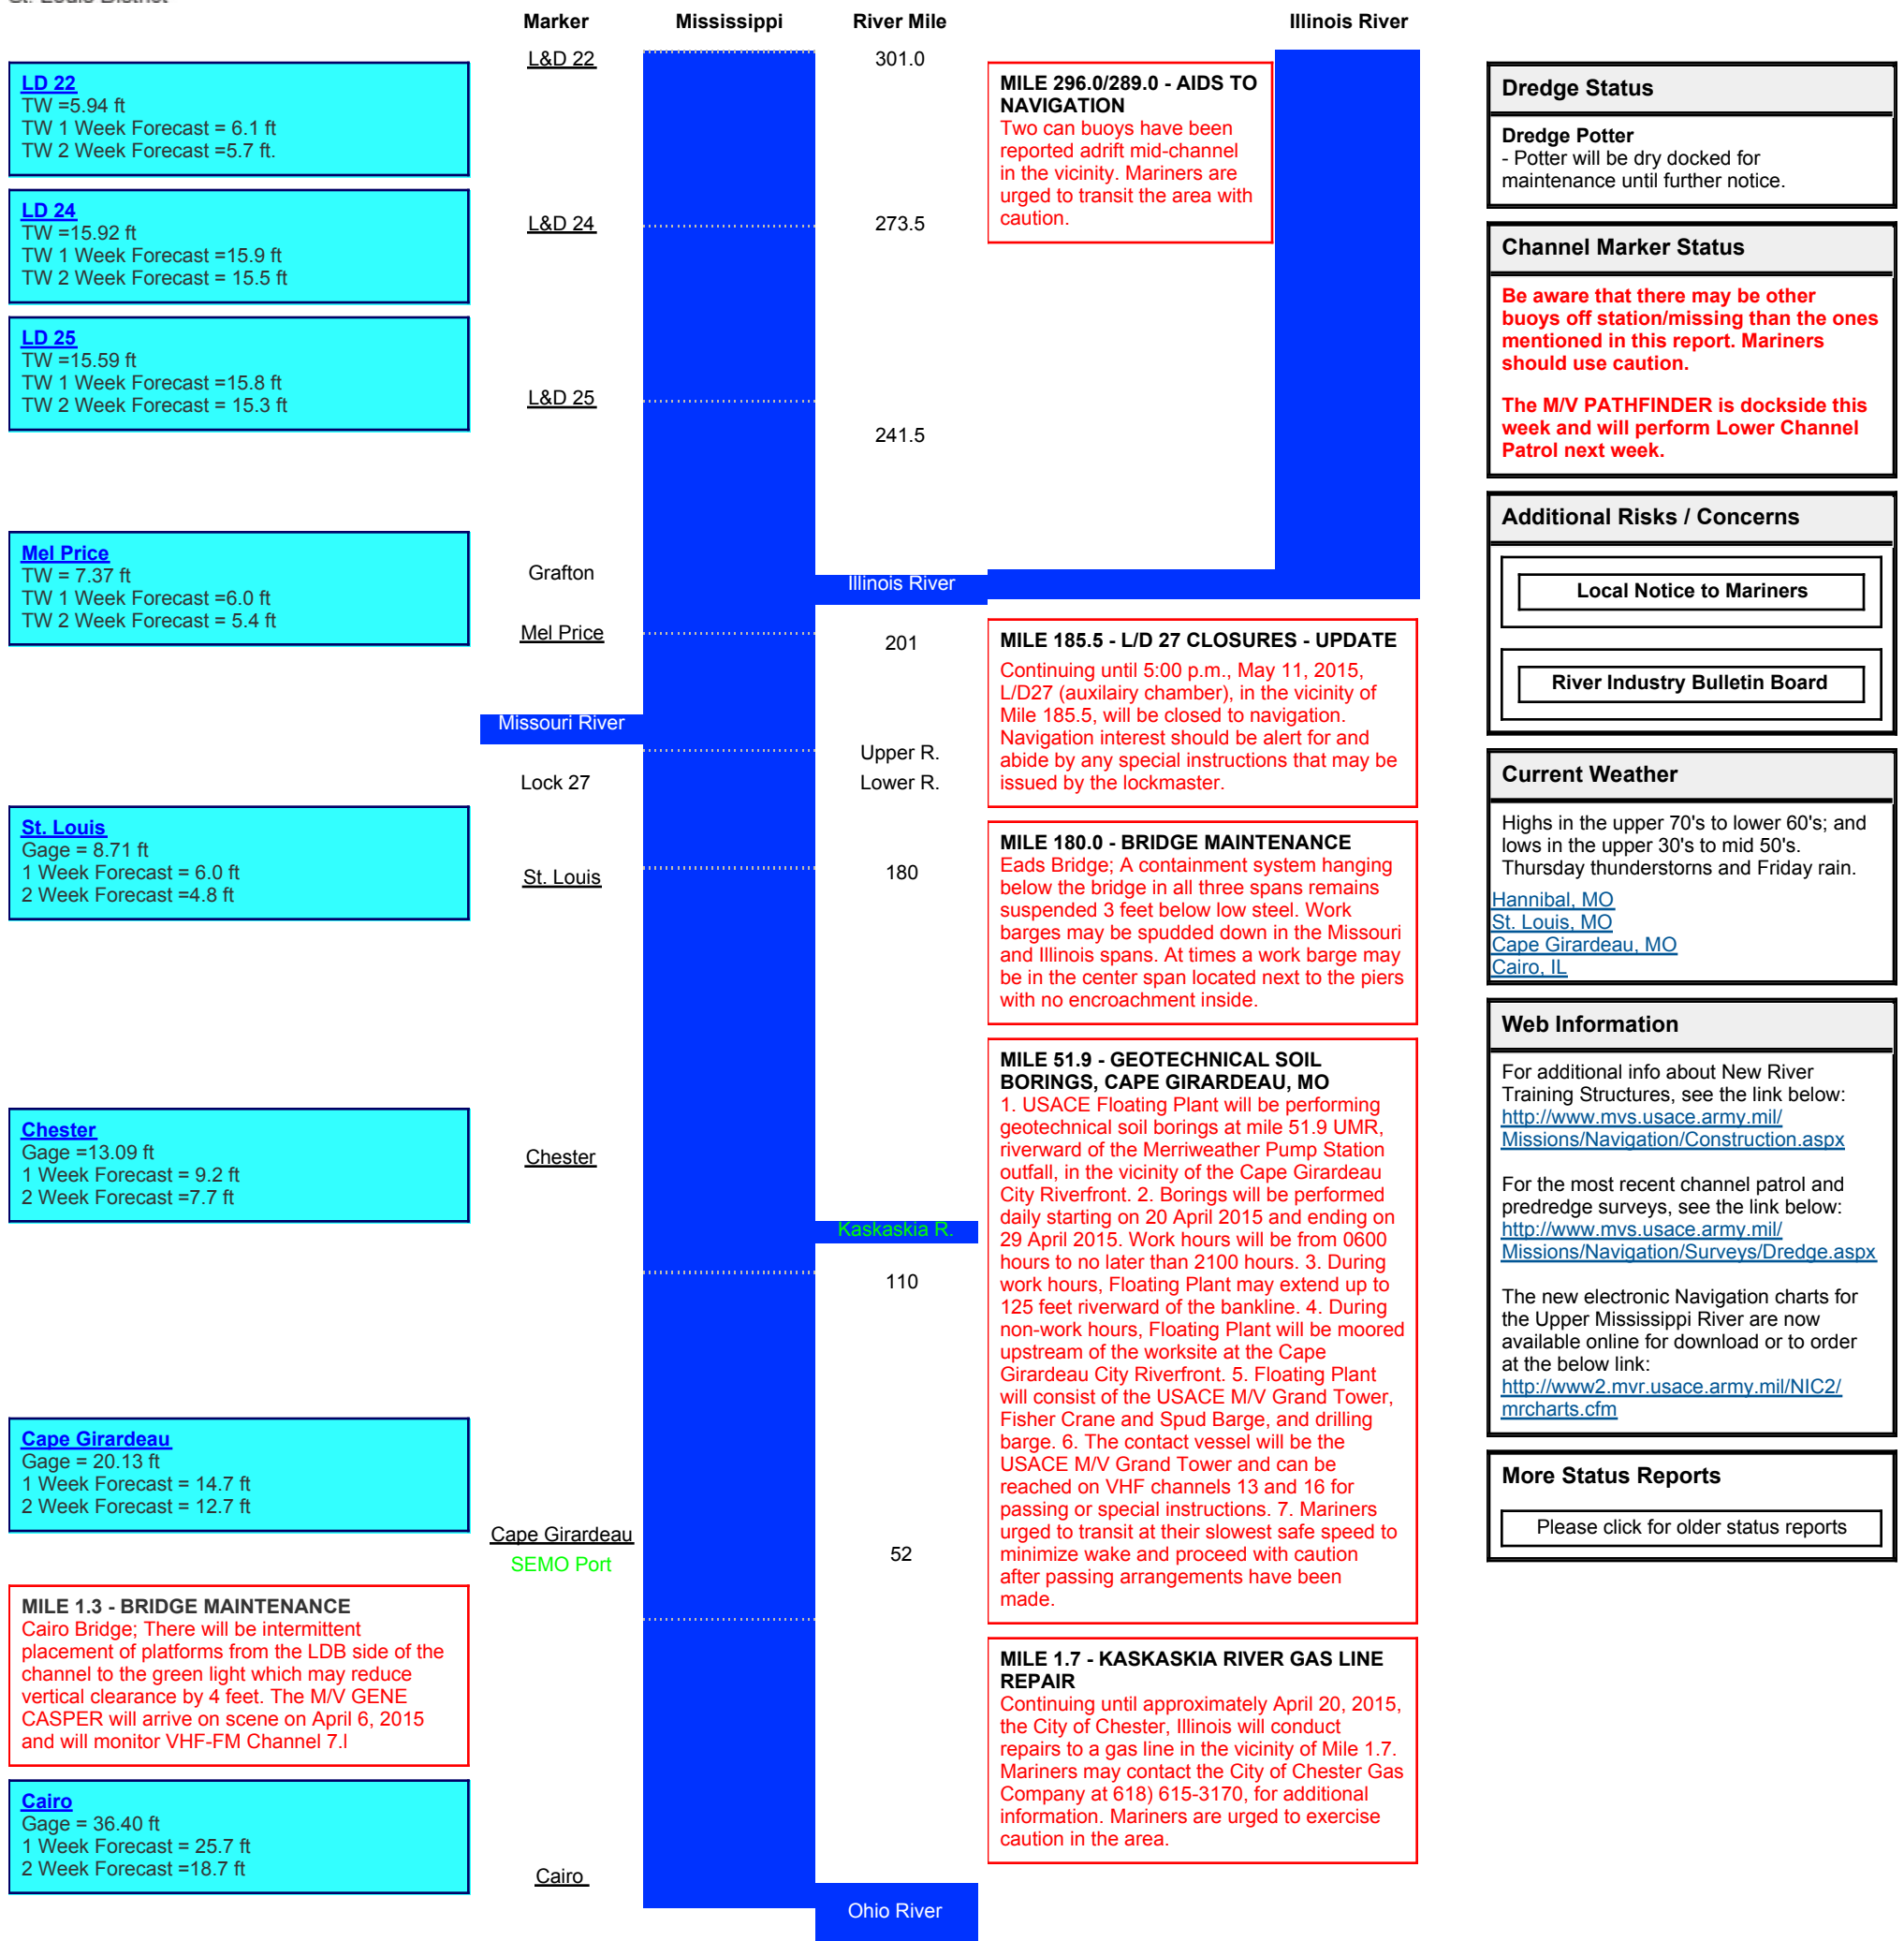 St. Louis District
Marker
Mississippi
River Mile
Illinois River
LD 22
TW =5.94 ft
TW 1 Week Forecast = 6.1 ft
TW 2 Week Forecast =5.7 ft.
LD 24
TW =15.92 ft
TW 1 Week Forecast =15.9 ft
TW 2 Week Forecast = 15.5 ft
LD 25
TW =15.59 ft
TW 1 Week Forecast =15.8 ft
TW 2 Week Forecast = 15.3 ft
Mel Price
TW = 7.37 ft
TW 1 Week Forecast =6.0 ft
TW 2 Week Forecast = 5.4 ft
St. Louis
Gage = 8.71 ft
1 Week Forecast = 6.0 ft
2 Week Forecast =4.8 ft
Chester
Gage =13.09 ft
1 Week Forecast = 9.2 ft
2 Week Forecast =7.7 ft
Cape Girardeau
Gage = 20.13 ft
1 Week Forecast = 14.7 ft
2 Week Forecast = 12.7 ft
MILE 1.3 - BRIDGE MAINTENANCE
Cairo Bridge; There will be intermittent
placement of platforms from the LDB side of the
channel to the green light which may reduce
vertical clearance by 4 feet. The M/V GENE
CASPER will arrive on scene on April 6, 2015
and will monitor VHF-FM Channel 7.l
Cairo
Gage = 36.40 ft
1 Week Forecast = 25.7 ft
2 Week Forecast =18.7 ft
L&D 22
L&D 24
L&D 25
Grafton
Mel Price
Missouri River
Lock 27
St. Louis
Chester
Cape Girardeau
SEMO Port
Cairo
301.0
273.5
241.5
Illinois River
201
Upper R.
Lower R.
180
Kaskaskia R.
110
52
Ohio River
MILE 296.0/289.0 - AIDS TO
NAVIGATION
Two can buoys have been
reported adrift mid-channel
in the vicinity. Mariners are
urged to transit the area with
caution.
MILE 185.5 - L/D 27 CLOSURES - UPDATE
Continuing until 5:00 p.m., May 11, 2015,
L/D27 (auxilairy chamber), in the vicinity of
Mile 185.5, will be closed to navigation.
Navigation interest should be alert for and
abide by any special instructions that may be
issued by the lockmaster.
MILE 180.0 - BRIDGE MAINTENANCE
Eads Bridge; A containment system hanging
below the bridge in all three spans remains
suspended 3 feet below low steel. Work
barges may be spudded down in the Missouri
and Illinois spans. At times a work barge may
be in the center span located next to the piers
with no encroachment inside.
MILE 51.9 - GEOTECHNICAL SOIL
BORINGS, CAPE GIRARDEAU, MO
1. USACE Floating Plant will be performing
geotechnical soil borings at mile 51.9 UMR,
riverward of the Merriweather Pump Station
outfall, in the vicinity of the Cape Girardeau
City Riverfront. 2. Borings will be performed
daily starting on 20 April 2015 and ending on
29 April 2015. Work hours will be from 0600
hours to no later than 2100 hours. 3. During
work hours, Floating Plant may extend up to
125 feet riverward of the bankline. 4. During
non-work hours, Floating Plant will be moored
upstream of the worksite at the Cape
Girardeau City Riverfront. 5. Floating Plant
will consist of the USACE M/V Grand Tower,
Fisher Crane and Spud Barge, and drilling
barge. 6. The contact vessel will be the
USACE M/V Grand Tower and can be
reached on VHF channels 13 and 16 for
passing or special instructions. 7. Mariners
urged to transit at their slowest safe speed to
minimize wake and proceed with caution
after passing arrangements have been
made.
MILE 1.7 - KASKASKIA RIVER GAS LINE
REPAIR
Continuing until approximately April 20, 2015,
the City of Chester, Illinois will conduct
repairs to a gas line in the vicinity of Mile 1.7.
Mariners may contact the City of Chester Gas
Company at 618) 615-3170, for additional
information. Mariners are urged to exercise
caution in the area.
Dredge Status
Dredge Potter
- Potter will be dry docked for
maintenance until further notice.
Channel Marker Status
Be aware that there may be other
buoys off station/missing than the ones
mentioned in this report. Mariners
should use caution.
The M/V PATHFINDER is dockside this
week and will perform Lower Channel
Patrol next week.
Additional Risks / Concerns
Local Notice to Mariners
River Industry Bulletin Board
Current Weather
Highs in the upper 70's to lower 60's; and
lows in the upper 30's to mid 50's.
Thursday thunderstorns and Friday rain.
Hannibal, MO
St. Louis, MO
Cape Girardeau, MO
Cairo, IL
Web Information
For additional info about New River
Training Structures, see the link below:
http://www.mvs.usace.army.mil/
Missions/Navigation/Construction.aspx
For the most recent channel patrol and
predredge surveys, see the link below:
http://www.mvs.usace.army.mil/
Missions/Navigation/Surveys/Dredge.aspx
The new electronic Navigation charts for
the Upper Mississippi River are now
available online for download or to order
at the below link:
http://www2.mvr.usace.army.mil/NIC2/
mrcharts.cfm
More Status Reports
Please click for older status reports